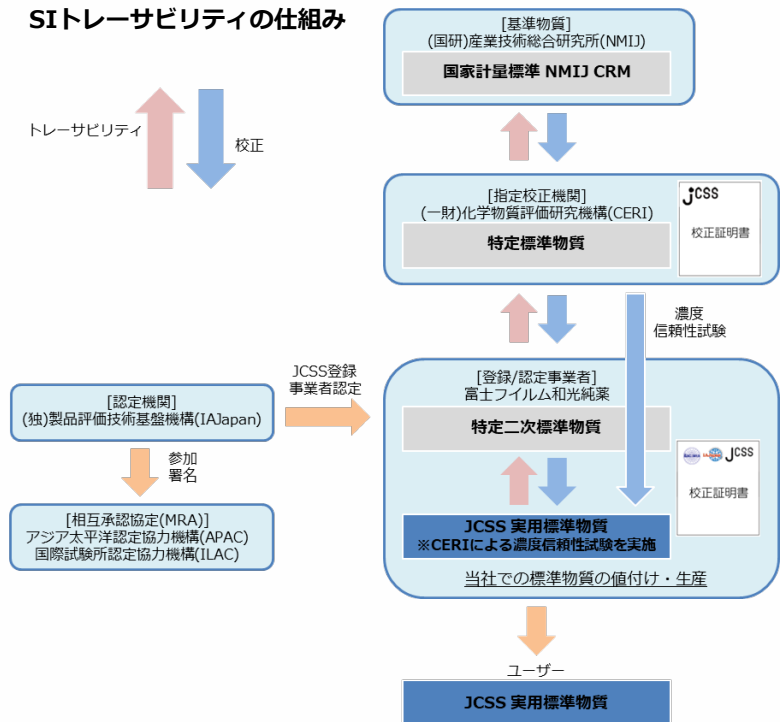 SIトレーサビリティの仕組み
[基準物質]
(国研)産業技術総合研究所(NMIJ)
国家計量標準 NMIJ CRM
トレーサビリティ
校正
[指定校正機関]
(一財)化学物質評価研究機構(CERI)
特定標準物質
jcss
校正証明書
濃度
信頼性試験
JCSS登録
事業者認定
[認定機関]
(独)製品評価技術基盤機構(IAJapan)
[登録/認定事業者]
富士フイルム和光純薬
特定二次標準物質
参加
署名
JCSS
校正証明書
[相互承認協定(MRA)]
アジア太平洋認定協力機構(APAC)
国際試験所認定協力機構(ILAC)
JCSS 実用標準物質
※CERIによる濃度信頼性試験を実施
当社での標準物質の値付け・生産
ユーザー
JCSS 実用標準物質